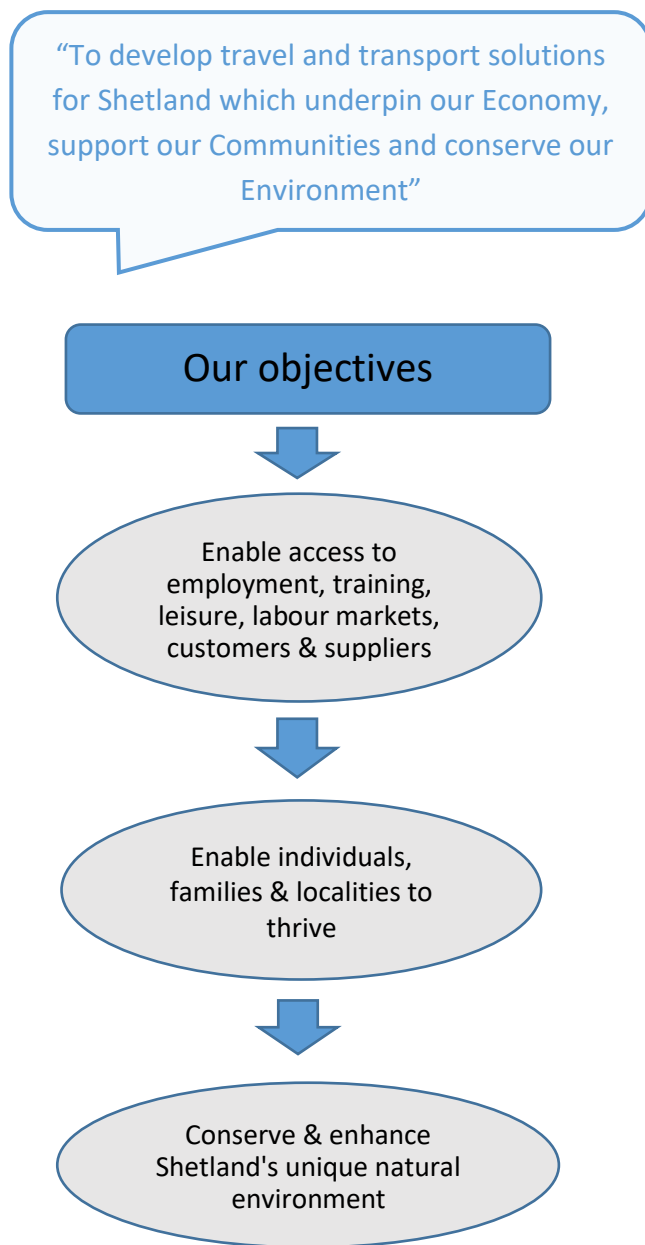 “To develop travel and transport solutions
for Shetland which underpin our Economy,
support our Communities and conserve our
Environment”
Our objectives
Enable access to
employment, training,
leisure, labour markets,
customers & suppliers
Enable individuals,
families & localities to
thrive
Conserve & enhance
Shetland's unique natural
environment